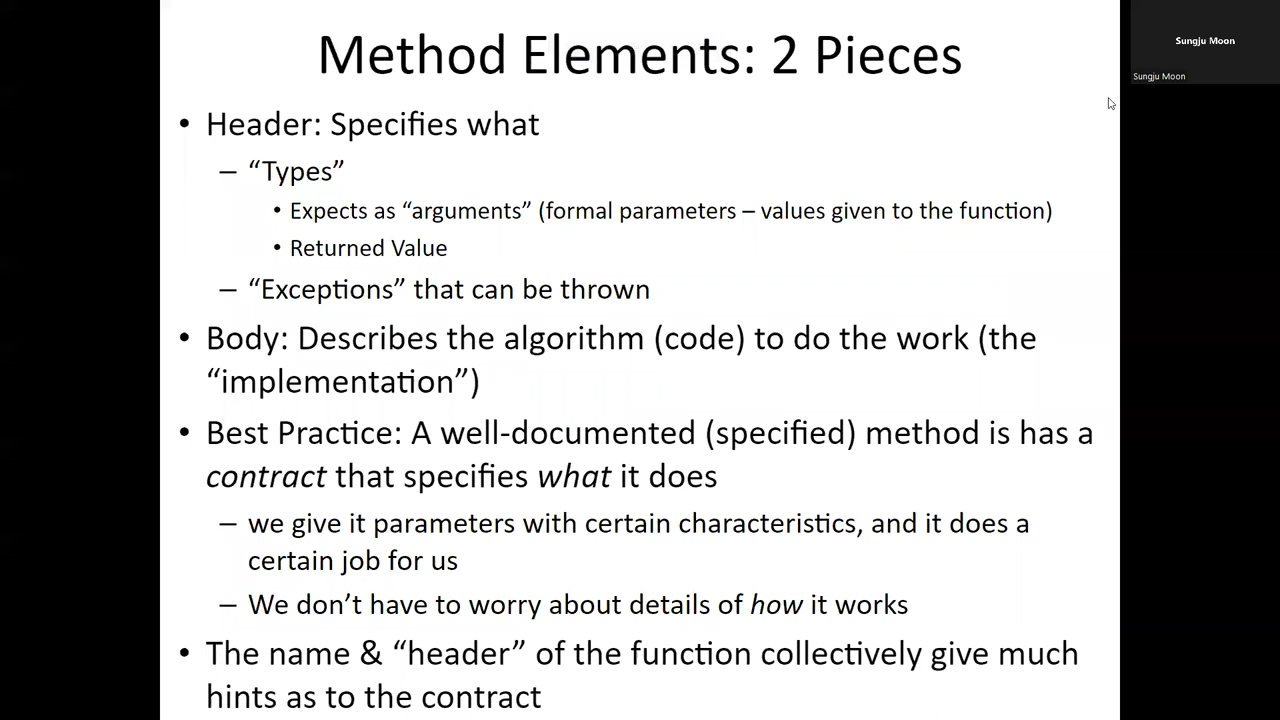 Method Elements: 2 Pieces
• Header: Specifies what
– “Types”
• Expects as “arguments” (formal parameters – values given to the function)
• Returned Value
– “Exceptions” that can be thrown
• Body: Describes the algorithm (code) to do the work (the
“implementation”)
• Best Practice: A well-documented (specified) method is has a
contract that specifies what it does
– we give it parameters with certain characteristics, and it does a
certain job for us
– We don’t have to worry about details of how it works
• The name & “header” of the function collectively give much
hints as to the contract
Sungju Moon
Sungju Moon